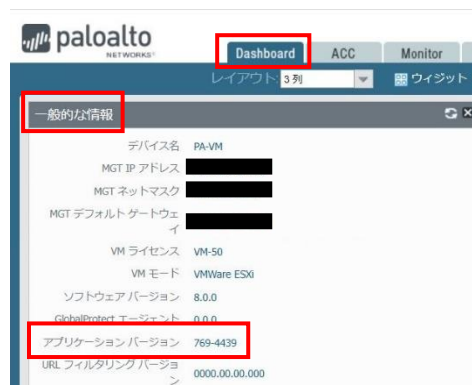 paloalto
NETWORKS®
Dashboard ACC Monitor
レイアウト: 3 列 ウィジット
一般的な情報
デバイス名 PA-VM
MGT IP アドレス
MGT ネットマスク
MGT デフォルト ゲートウェ
イ
VM ライセンス VM-50
VM モード VMWare ESXi
ソフトウェア バージョン 8.0.0
GlobalProtect エージェント 0.0.0
アプリケーション バージョン 769-4439
URL フィルタリング バージョ
ン 0000.00.00.000